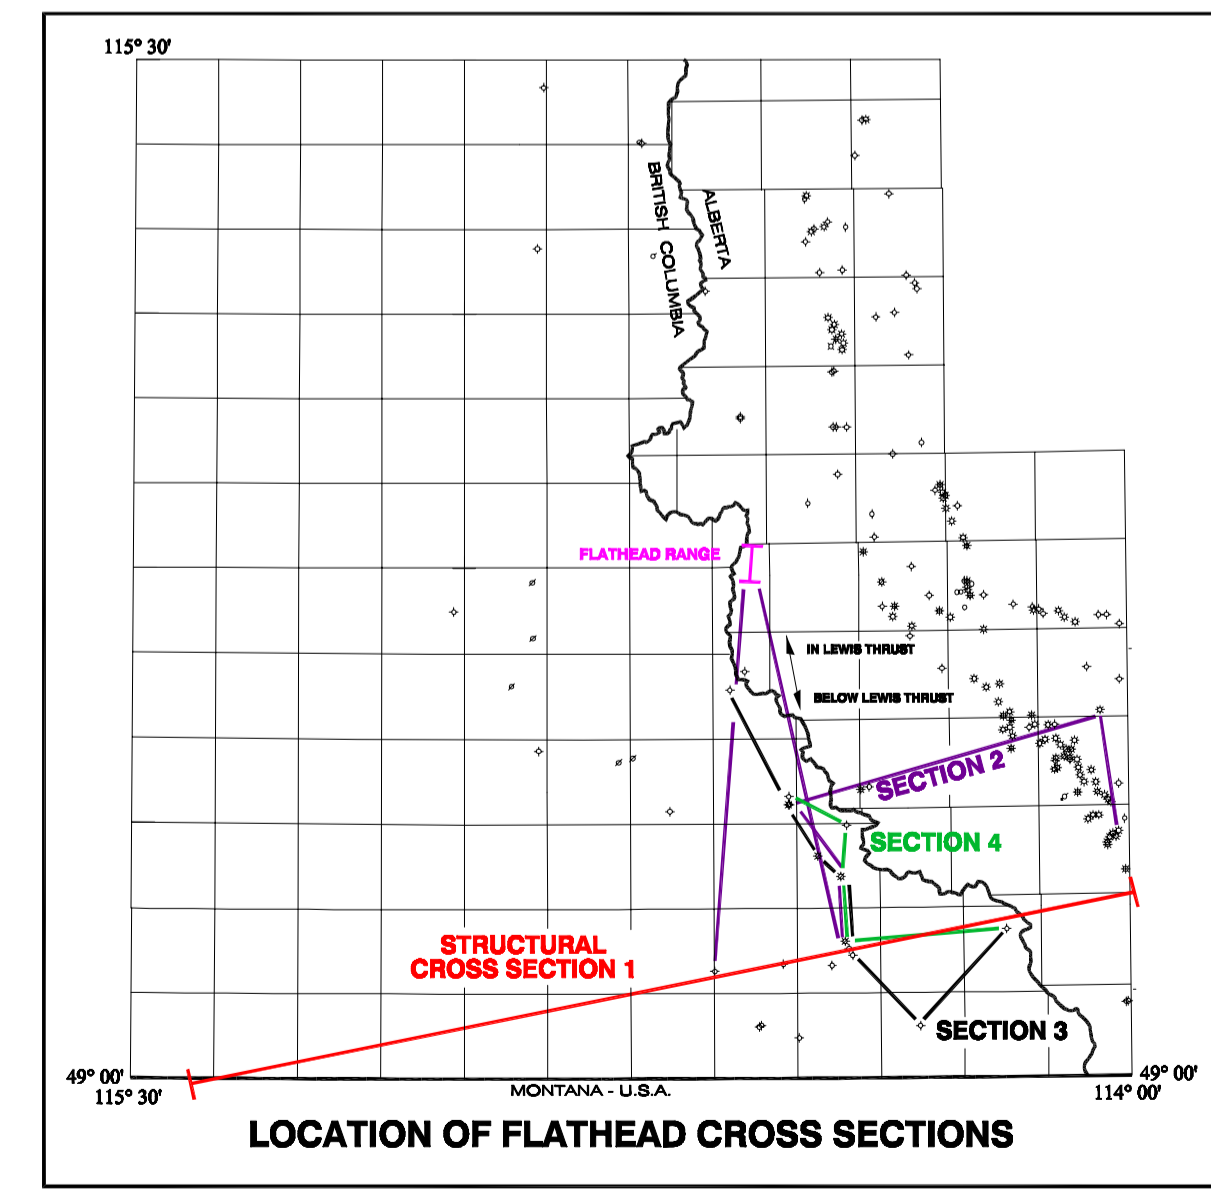 115° 30'
BRITISH COLUMBIA
ALBERTA
FLATHEAD RANGE
IN LEWIS THRUST
BELOW LEWIS THRUST
SECTION 2
SECTION 4
STRUCTURAL
CROSS SECTION 1
SECTION 3
49° 00'
49° 00'
115° 30'
MONTANA - U.S.A.
114° 00'
LOCATION OF FLATHEAD CROSS SECTIONS